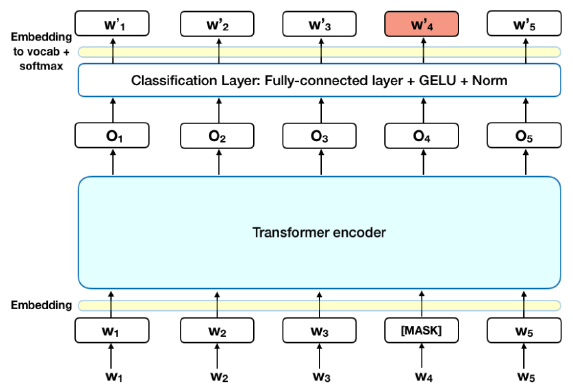 w'1 w'2 w'3 w'4 w'5
Embedding
to vocab +
softmax
Classification Layer: Fully-connected layer + GELU + Norm
O1 O2 O3 O4 O5
Transformer encoder
Embedding
w1 w2 w3 [MASK] w5
w1 w2 w3 w4 w5